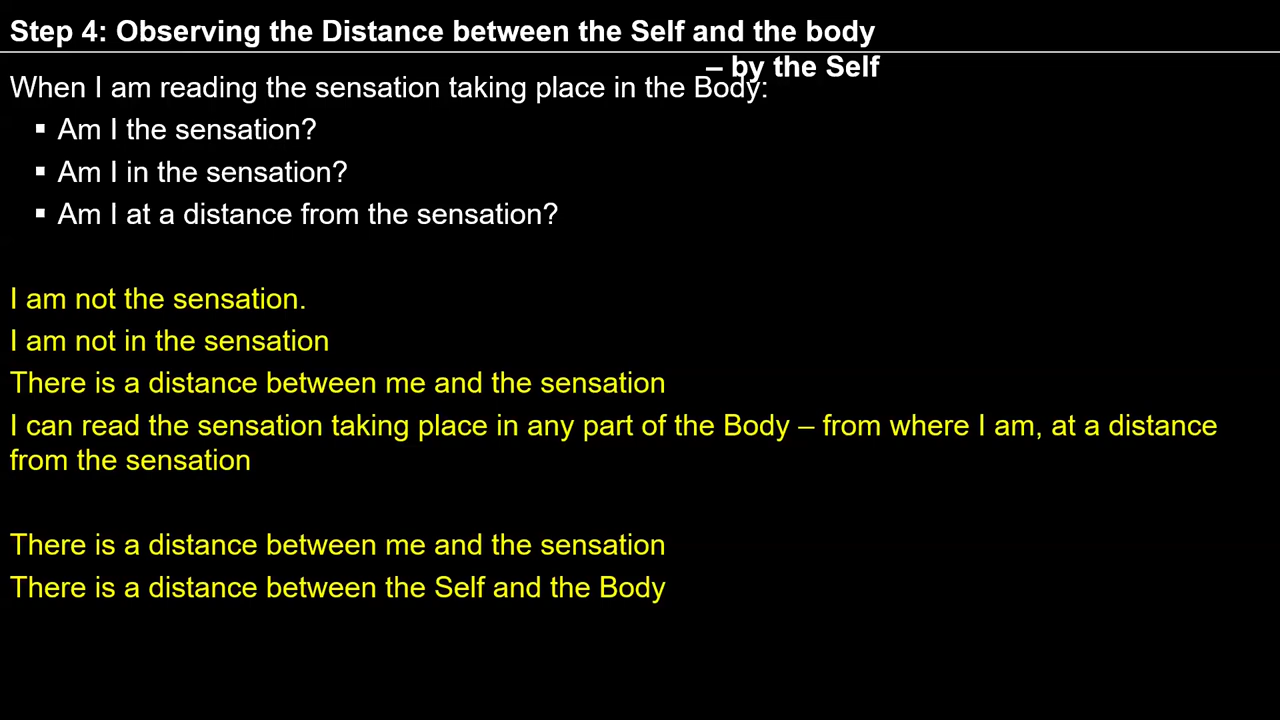 Step 4: Observing the Distance between the Self and the body
– by the Self
When I am reading the sensation taking place in the Body:
▪ Am I the sensation?
▪ Am I in the sensation?
▪ Am I at a distance from the sensation?
I am not the sensation.
I am not in the sensation
There is a distance between me and the sensation
I can read the sensation taking place in any part of the Body – from where I am, at a distance
from the sensation
There is a distance between me and the sensation
There is a distance between the Self and the Body